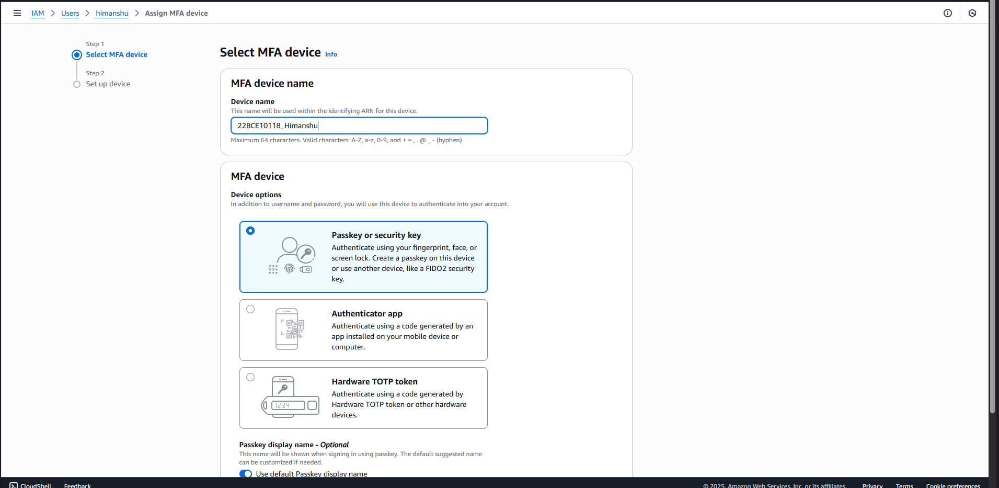 IAM > Users > himanshu > Assign MFA device
Step 1
Select MFA device
Step 2
Set up device
Select MFA device Info
MFA device name
Device name
This name will be used within the identifying ARN for this device.
22BCE10118_Himanshu
Maximum 64 characters. Valid characters: A-Z, a-z, 0-9, and + = , . @ _ - (hyphen)
MFA device
Device options
In addition to username and password, you will use this device to authenticate into your account.
Passkey or security key
Authenticate using your fingerprint, face, or
screen lock. Create a passkey on this device
or use another device, like a FIDO2 security
key.
Authenticator app
Authenticate using a code generated by an
app installed on your mobile device or
computer.
1234
Hardware TOTP token
Authenticate using a code generated by
Hardware TOTP token or other hardware
devices.
Passkey display name - Optional
This name will be shown when signing in using passkey. The default suggested name
can be customized if needed.
Use default Passkey display name
CloudShell Feedback © 2025, Amazon Web Services, Inc. or its affiliates. Privacy Terms Cookie preferences